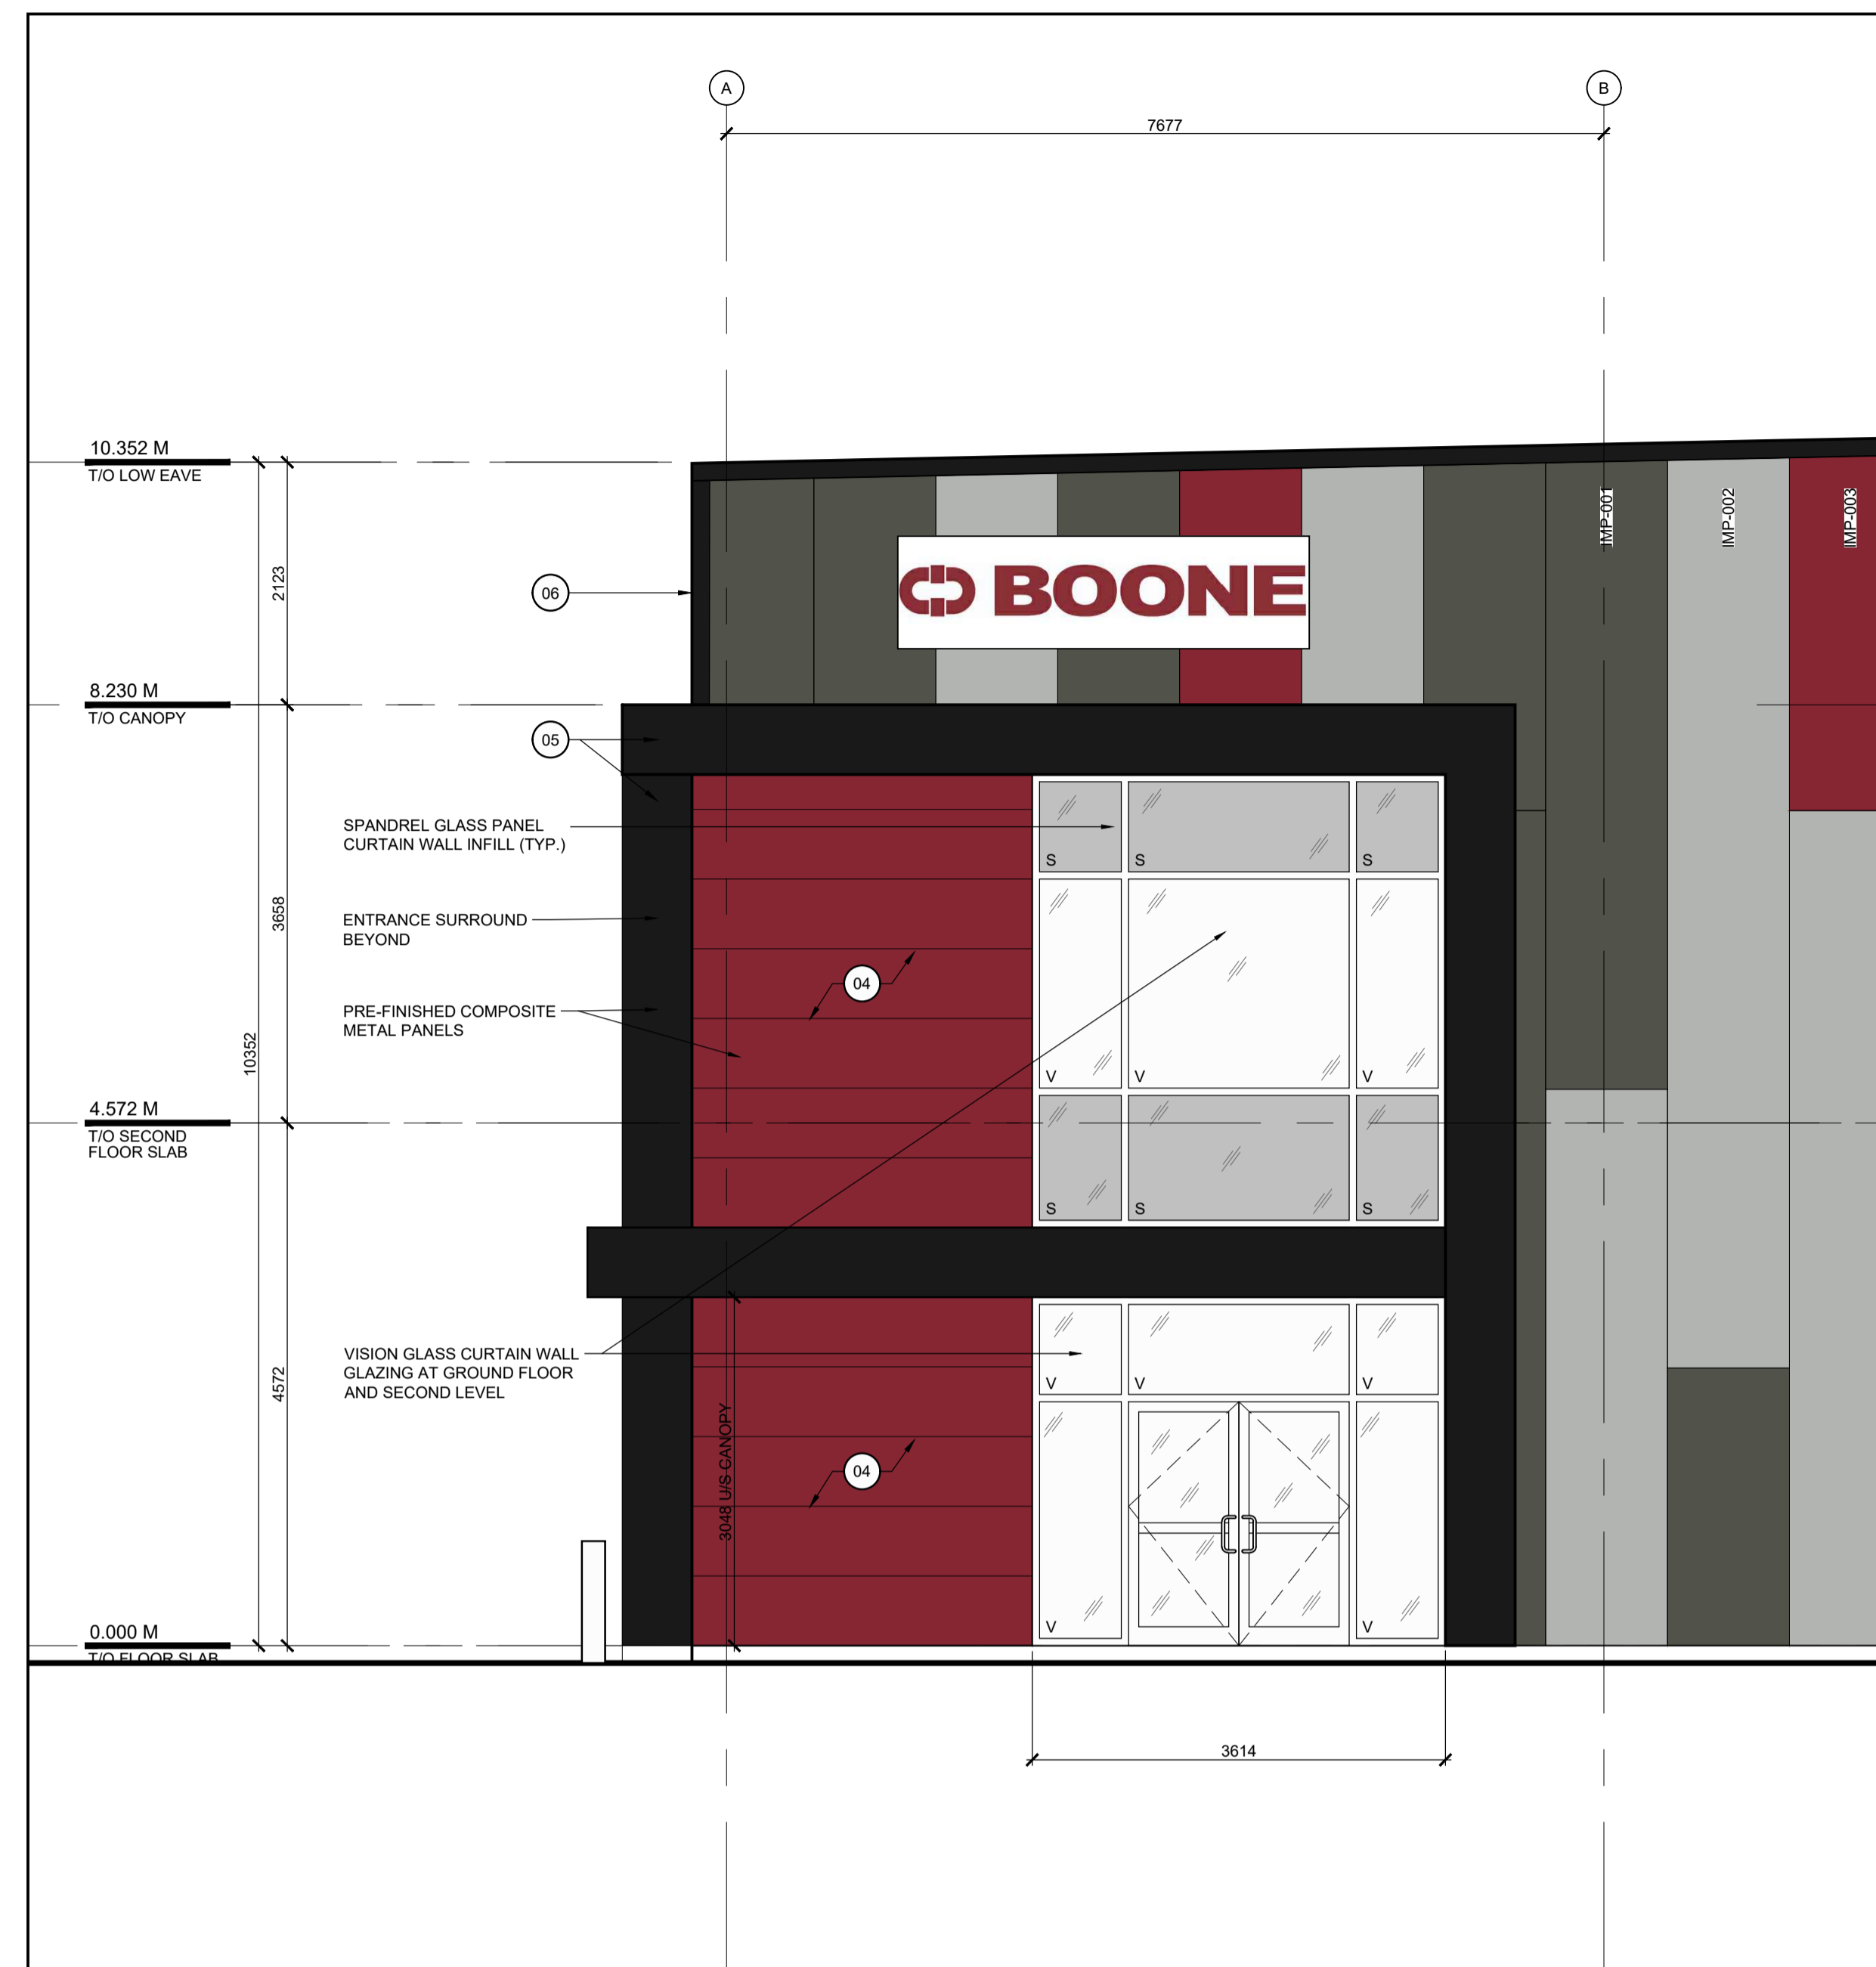 A
B
7677
10.352 M
T/O LOW EAVE
IMP-001
IMP-002
IMP-003
2123
06
BOONE
8.230 M
T/O CANOPY
05
SPANDREL GLASS PANEL
CURTAIN WALL INFILL (TYP.)
S
S
S
3658
ENTRANCE SURROUND
BEYOND
04
PRE-FINISHED COMPOSITE
METAL PANELS
10352
V
V
V
4.572 M
T/O SECOND
FLOOR SLAB
S
S
S
VISION GLASS CURTAIN WALL
GLAZING AT GROUND FLOOR
AND SECOND LEVEL
4572
V
V
V
3048 U/S CANOPY
04
V
V
0.000 M
T/O FLOOR SLAB
3614